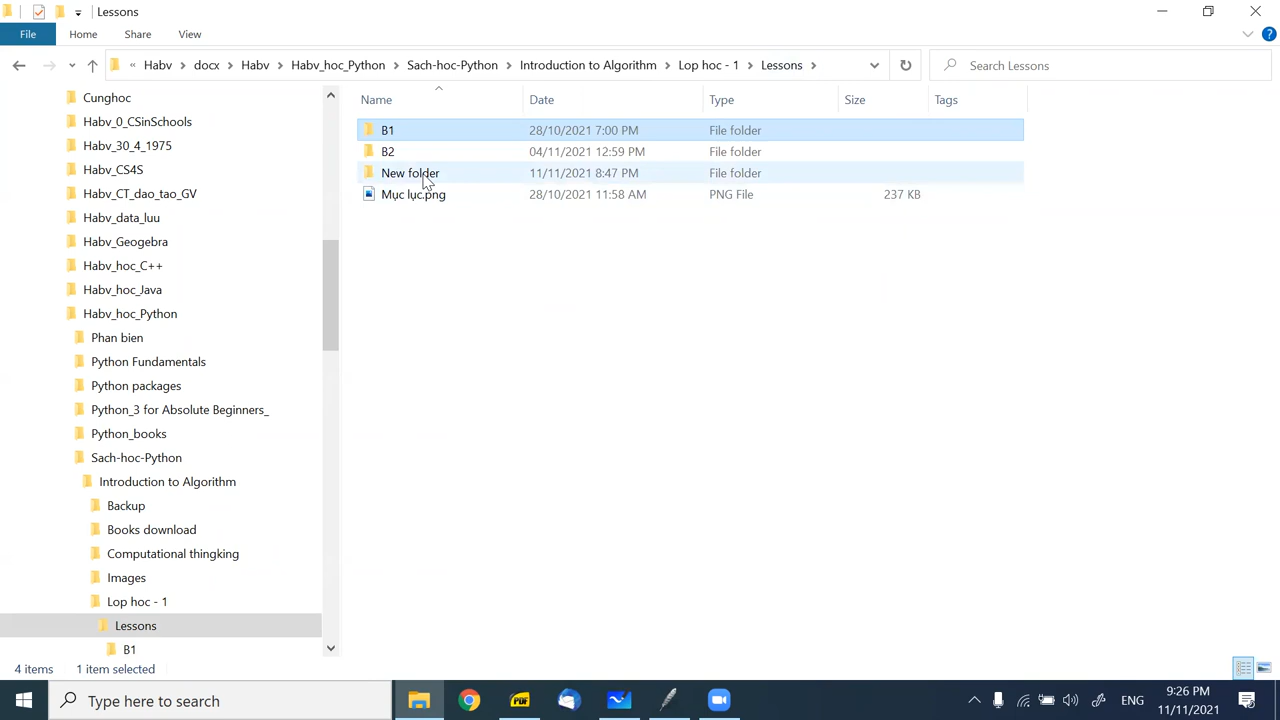 Lessons
File Home Share View
« Habv > docx > Habv > Habv_hoc_Python > Sach-hoc-Python > Introduction to Algorithm > Lop hoc - 1 > Lessons > Search Lessons
Name Date Type Size Tags
B1 28/10/2021 7:00 PM File folder
B2 04/11/2021 12:59 PM File folder
New folder 11/11/2021 8:47 PM File folder
Mục lục.png 28/10/2021 11:58 AM PNG File 237 KB
Cunghoc
Habv_0_CSinSchools
Habv_30_4_1975
Habv_CS4S
Habv_CT_dao_tao_GV
Habv_data_luu
Habv_Geogebra
Habv_hoc_C++
Habv_hoc_Java
Habv_hoc_Python
Phan bien
Python Fundamentals
Python packages
Python_3 for Absolute Beginners_
Python_books
Sach-hoc-Python
Introduction to Algorithm
Backup
Books download
Computational thingking
Images
Lop hoc - 1
Lessons
B1
4 items 1 item selected
Type here to search
PDF
ENG
9:26 PM
11/11/2021